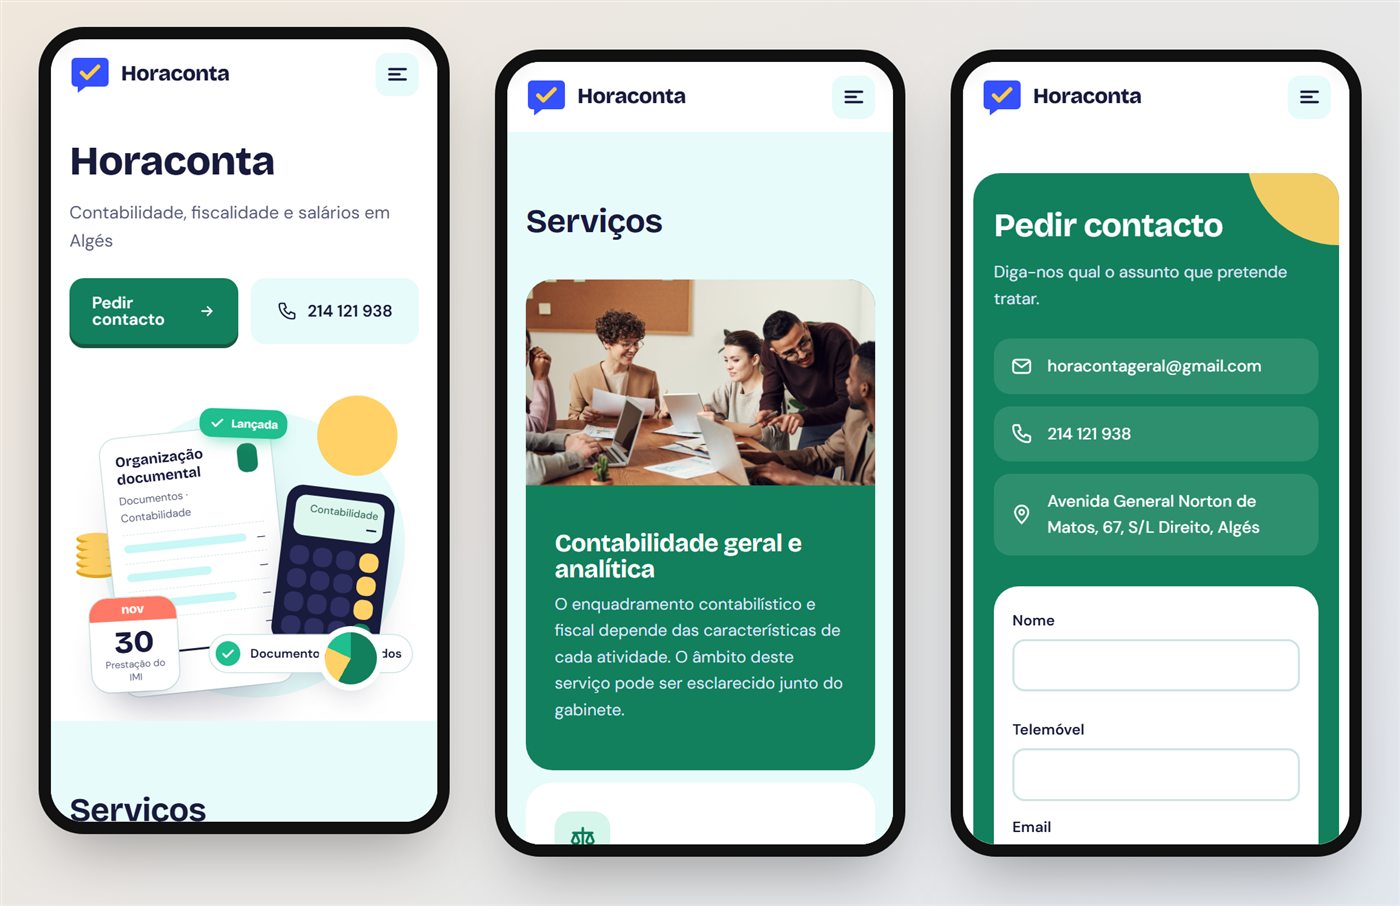 Horaconta
Horaconta
Contabilidade, fiscalidade e salários em
Algés
Pedir
contacto
214 121 938
Lançada
Organização
documental
Documentos ·
Contabilidade
Contabilidade
nov
30
Prestação do
IMI
Documento
dos
Serviços
Horaconta
Serviços
Contabilidade geral e
analítica
O enquadramento contabilístico e
fiscal depende das características de
cada atividade. O âmbito deste
serviço pode ser esclarecido junto do
gabinete.
Horaconta
Pedir contacto
Diga-nos qual o assunto que pretende
tratar.
horacontageral@gmail.com
214 121 938
Avenida General Norton de
Matos, 67, S/L Direito, Algés
Nome
Telemóvel
Email